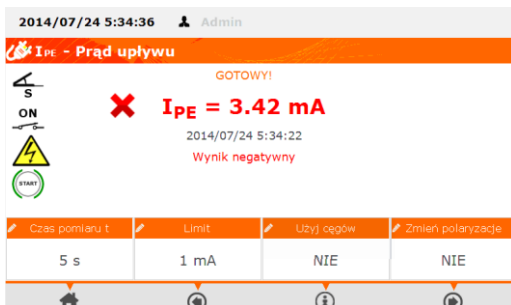 2014/07/24 5:34:36 Admin
IPE - Prąd upływu
GOTOWY!
S
ON
IPE = 3.42 mA
2014/07/24 5:34:22
Wynik negatywny
START
Czas pomiaru t Limit Użyj cęgów Zmień polaryzację
5 s 1 mA NIE NIE